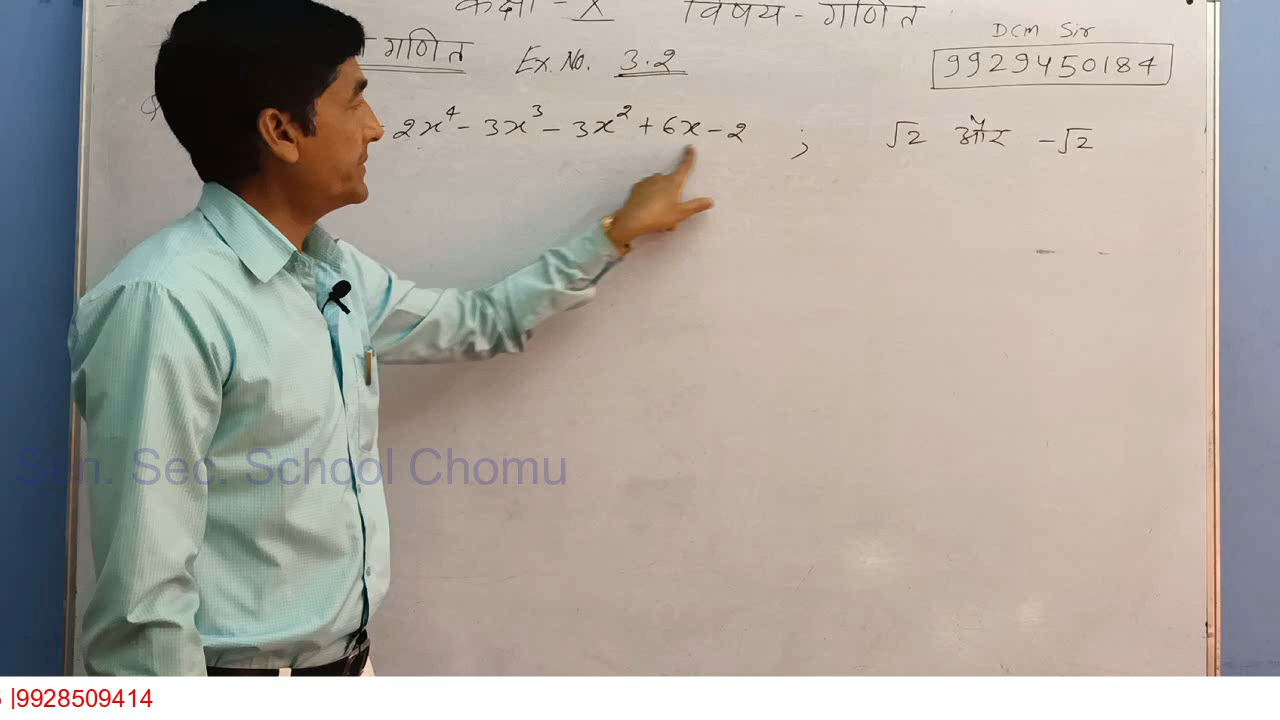 कक्षा - X विषय - गणित
गणित Ex. No. 3.2
DCM Sir
9929450184
2x⁴ - 3x³ - 3x² + 6x - 2 ; √2 और -√2
Sen. Sec. School Chomu
|9928509414